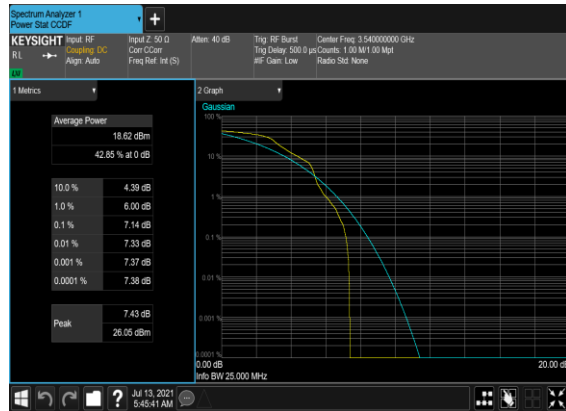 Spectrum Analyzer 1
Power Stat CCDF
KEYSIGHT
RL
Input: RF
Coupling: DC
Align: Auto
Input Z: 50 Ω
Corr CCorr
Freq Ref: Int (S)
Atten: 40 dB
Trig: RF Burst
Trig Delay: 500.0 µs
#IF Gain: Low
Center Freq: 3.540000000 GHz
Counts: 1.00 M/1.00 Mpt
Radio Std: None
1 Metrics
Average Power
18.62 dBm
42.85 % at 0 dB
10.0 % 4.39 dB
1.0 % 6.00 dB
0.1 % 7.14 dB
0.01 % 7.33 dB
0.001 % 7.37 dB
0.0001 % 7.38 dB
Peak
7.43 dB
26.05 dBm
2 Graph
Gaussian
100 %
10 %
1 %
0.1 %
0.01 %
0.001 %
0.0001 %
0.00 dB
20.00 dB
Info BW 25.000 MHz
?
Jul 13, 2021
5:45:41 AM